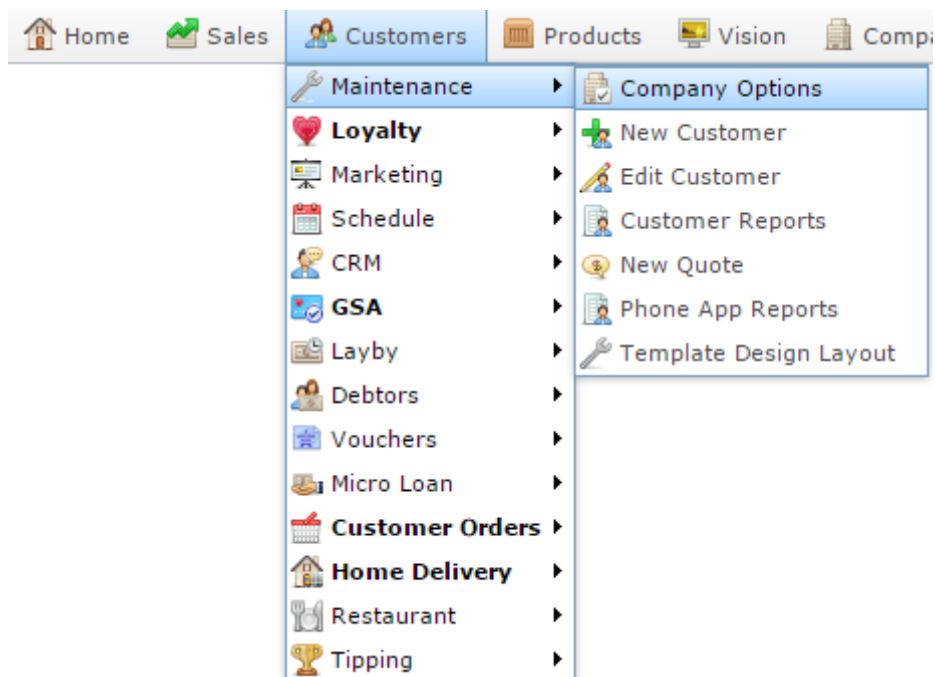 Home Sales Customers Products Vision Comp
Maintenance
Loyalty
Marketing
Schedule
CRM
GSA
Layby
Debtors
Vouchers
Micro Loan
Customer Orders
Home Delivery
Restaurant
Tipping
Company Options
New Customer
Edit Customer
Customer Reports
New Quote
Phone App Reports
Template Design Layout